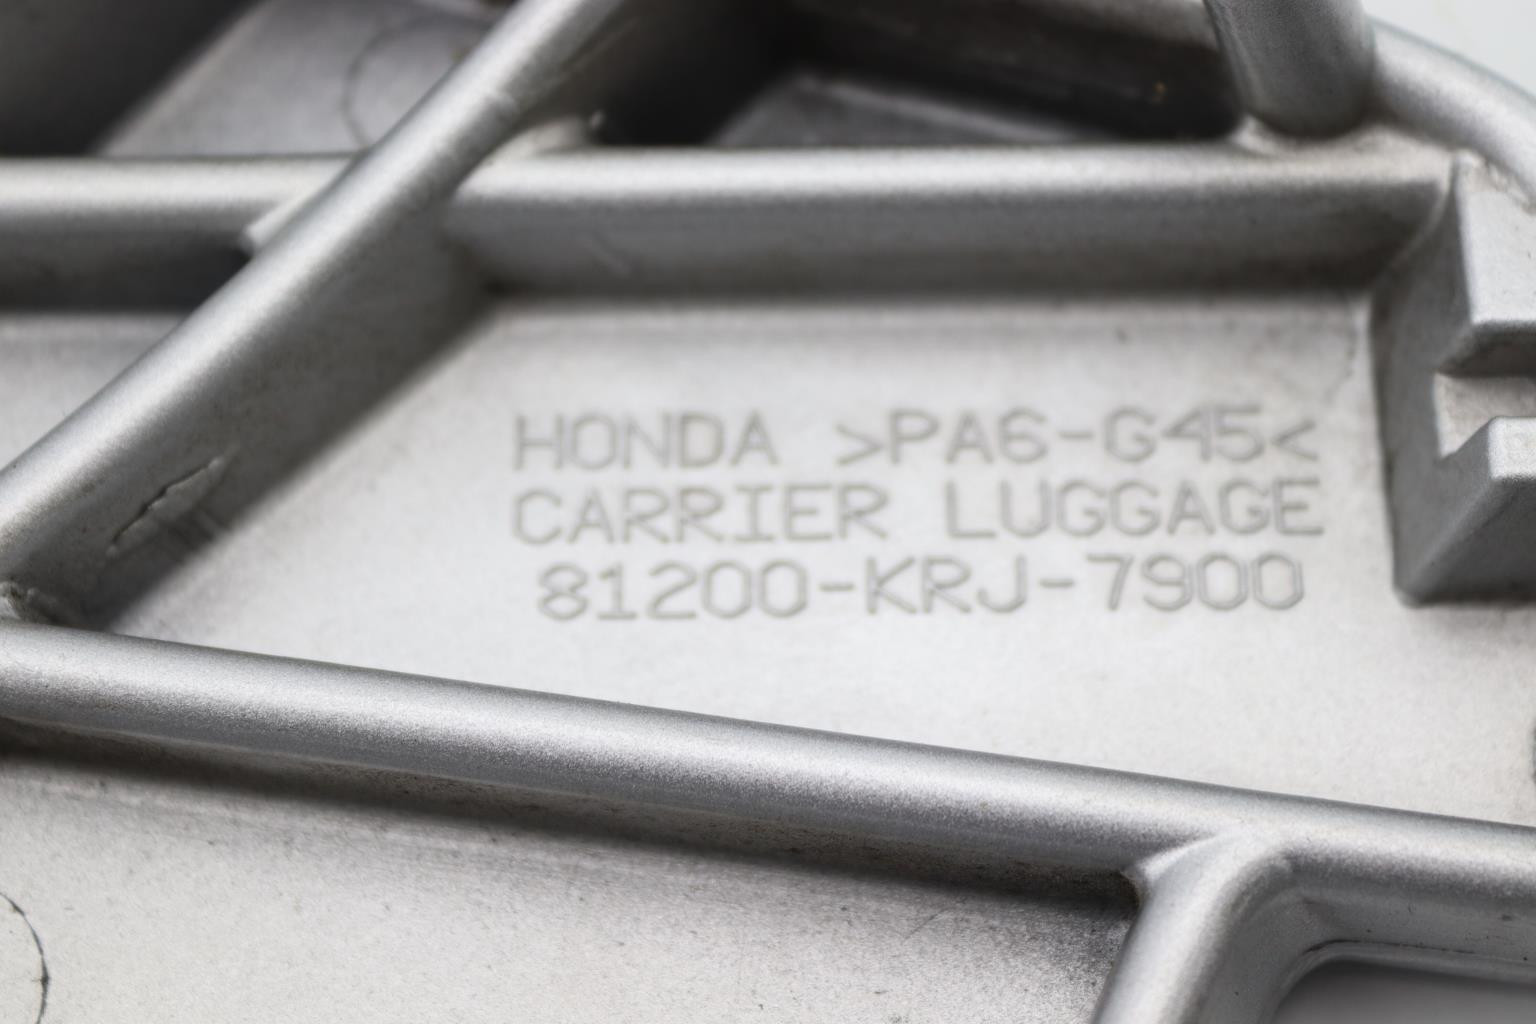 HONDA >PA6-G45<
CARRIER LUGGAGE
81200-KRJ-7900